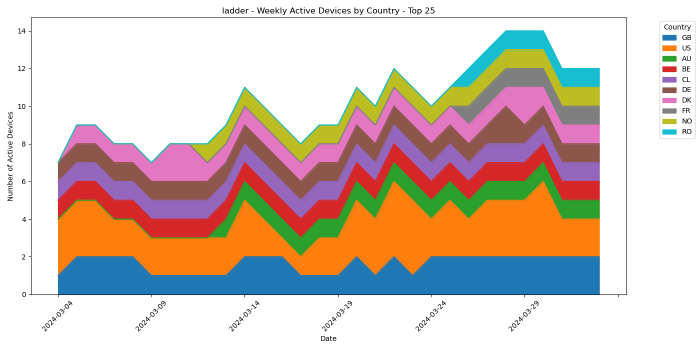 ladder - Weekly Active Devices by Country - Top 25
Number of Active Devices
14
12
10
8
6
4
2
0
2024-03-04
2024-03-09
2024-03-14
2024-03-19
2024-03-24
2024-03-29
Date
Country
GB
US
AU
BE
CL
DE
DK
FR
NO
RO